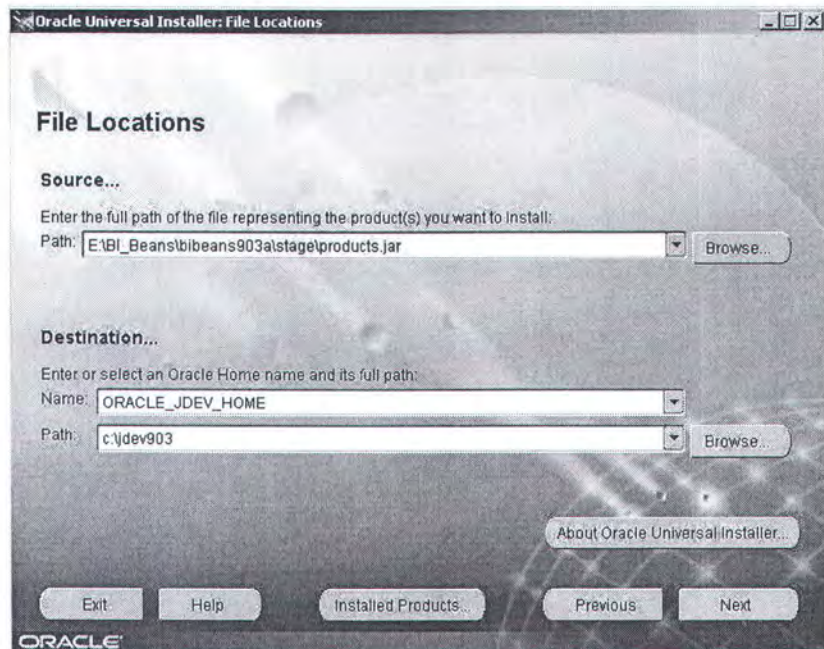 Oracle Universal Installer: File Locations
File Locations
Source...
Enter the full path of the file representing the product(s) you want to install:
Path: E:\BI_Beans\bibeans903a\stage\products.jar Browse...
Destination...
Enter or select an Oracle Home name and its full path:
Name: ORACLE_JDEV_HOME
Path: c:\jdev903 Browse...
About Oracle Universal Installer...
Exit Help Installed Products... Previous Next
ORACLE